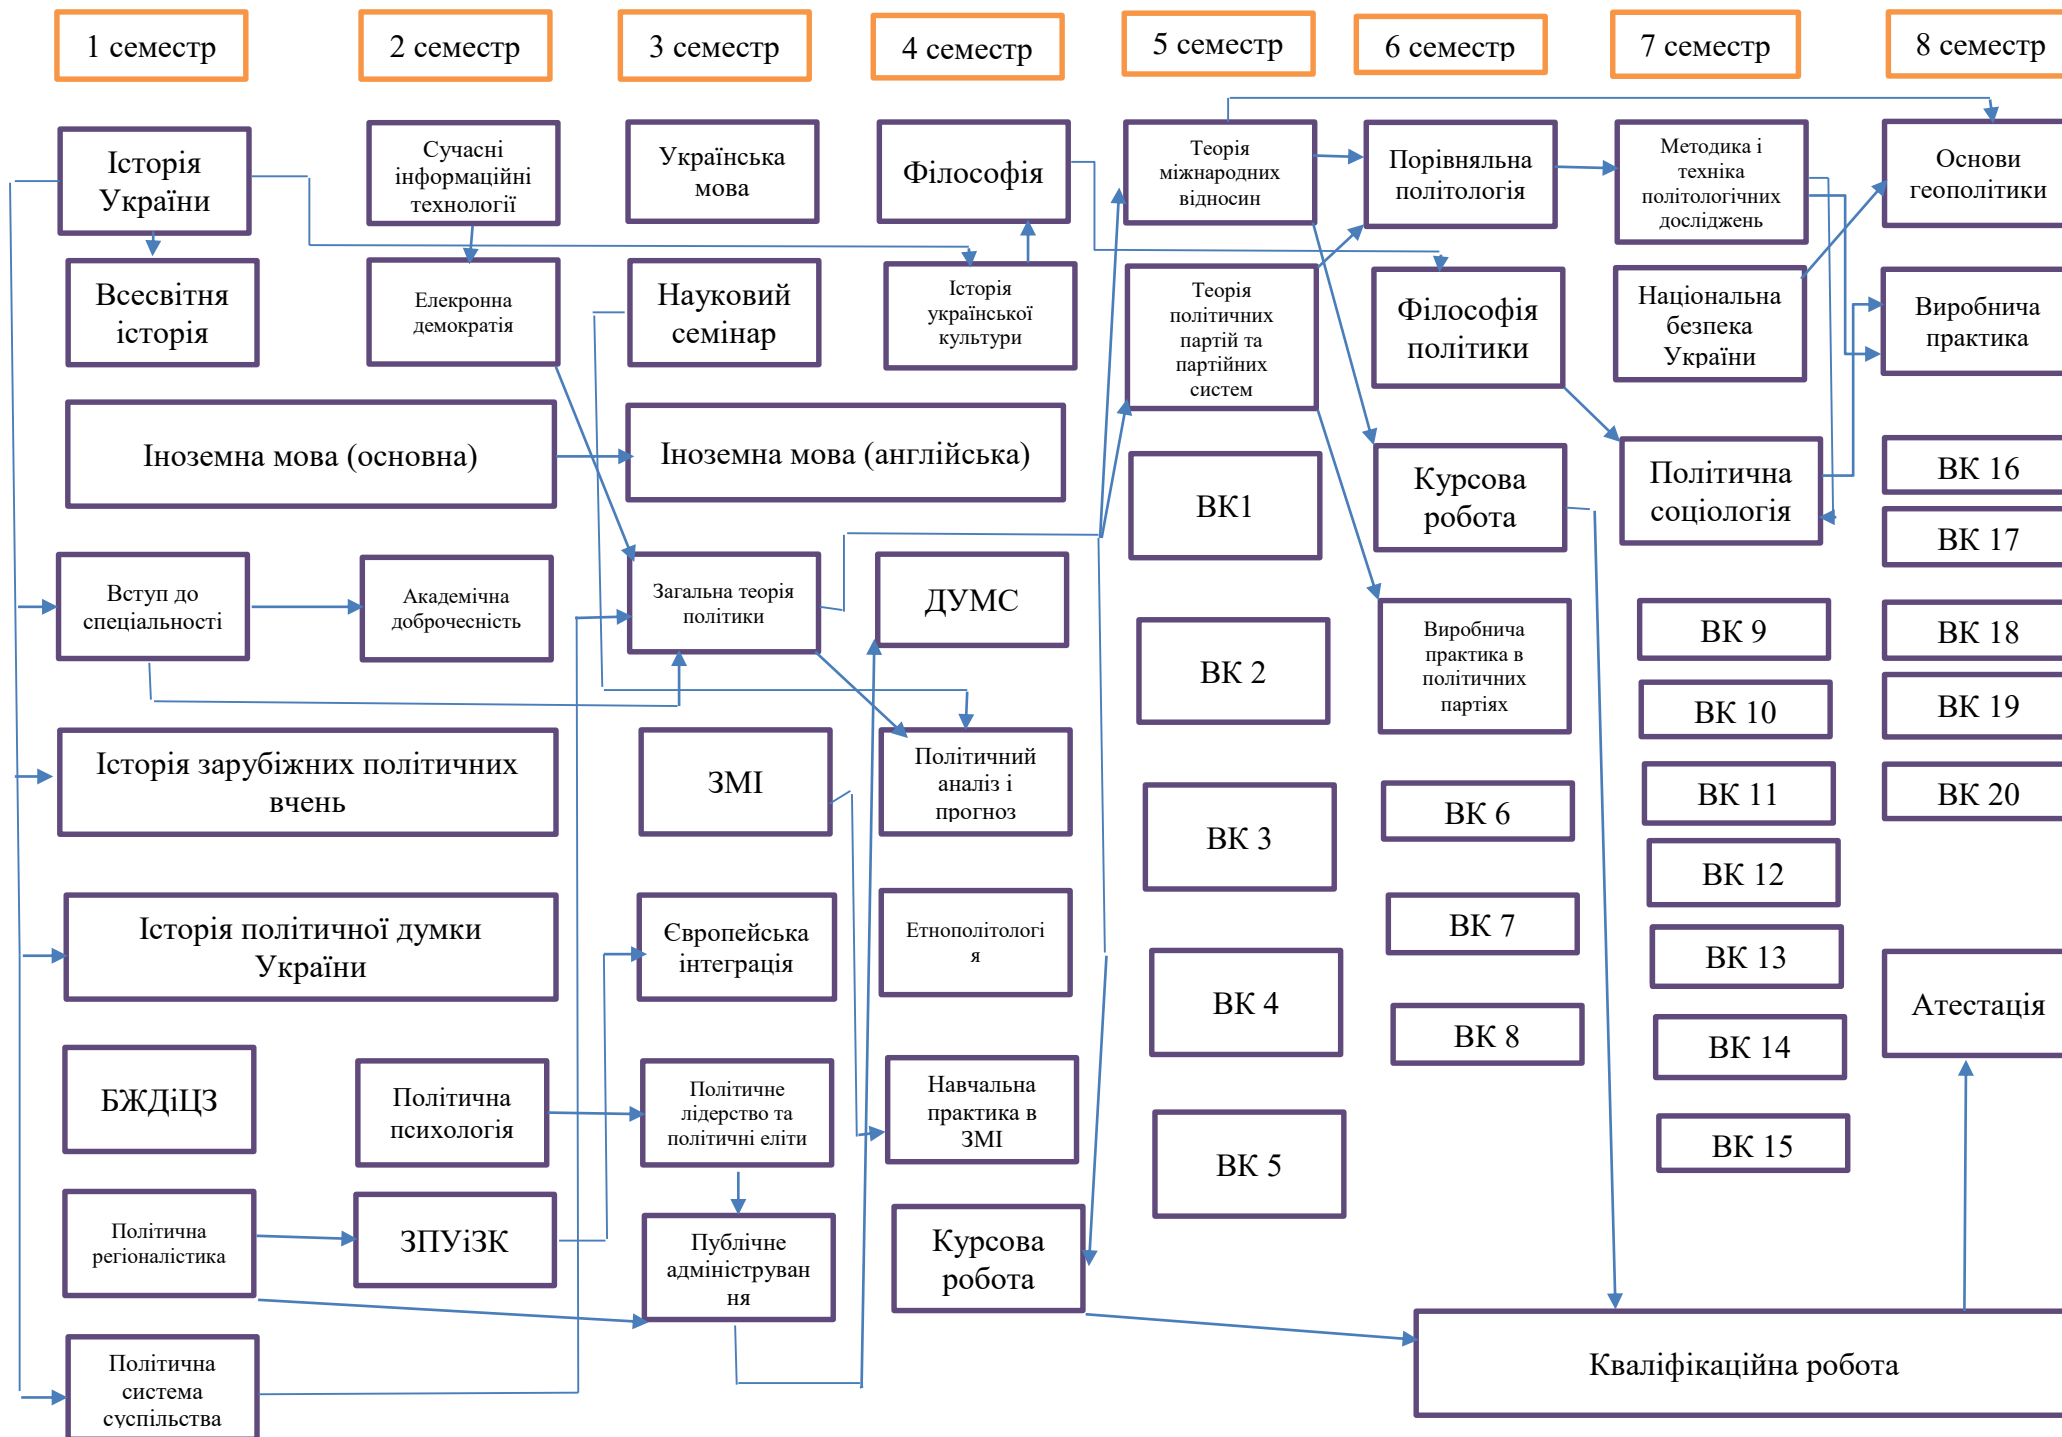 1 семестр
2 семестр
3 семестр
4 семестр
5 семестр
6 семестр
7 семестр
8 семестр
Історія
України
Сучасні
інформаційні
технології
Українська
мова
Філософія
Теорія
міжнародних
відносин
Порівняльна
політологія
Методика і
техніка
політологічних
досліджень
Основи
геополітики
Всесвітня
історія
Елекронна
демократія
Науковий
семінар
Історія
української
культури
Теорія
політичних
партій та
партійних
систем
Філософія
політики
Національна
безпека
України
Виробнича
практика
Іноземна мова (основна)
Іноземна мова (англійська)
ВК1
Курсова
робота
Політична
соціологія
ВК 16
ВК 17
Вступ до
спеціальності
Академічна
доброчесність
Загальна теорія
політики
ДУМС
ВК 2
Виробнича
практика в
політичних
партіях
ВК 9
ВК 18
ВК 10
ВК 19
Історія зарубіжних політичних
вчень
ЗМІ
Політичний
аналіз і
прогноз
ВК 3
ВК 6
ВК 11
ВК 20
ВК 12
Історія політичної думки
України
Європейська
інтеграція
Етнополітологі
я
ВК 4
ВК 7
ВК 13
Атестація
ВК 8
ВК 14
БЖДіЦЗ
Політична
психологія
Політичне
лідерство та
політичні еліти
Навчальна
практика в
ЗМІ
ВК 5
ВК 15
Політична
регіоналістика
ЗПУіЗК
Публічне
адмініструван
ня
Курсова
робота
Політична
система
суспільства
Кваліфікаційна робота